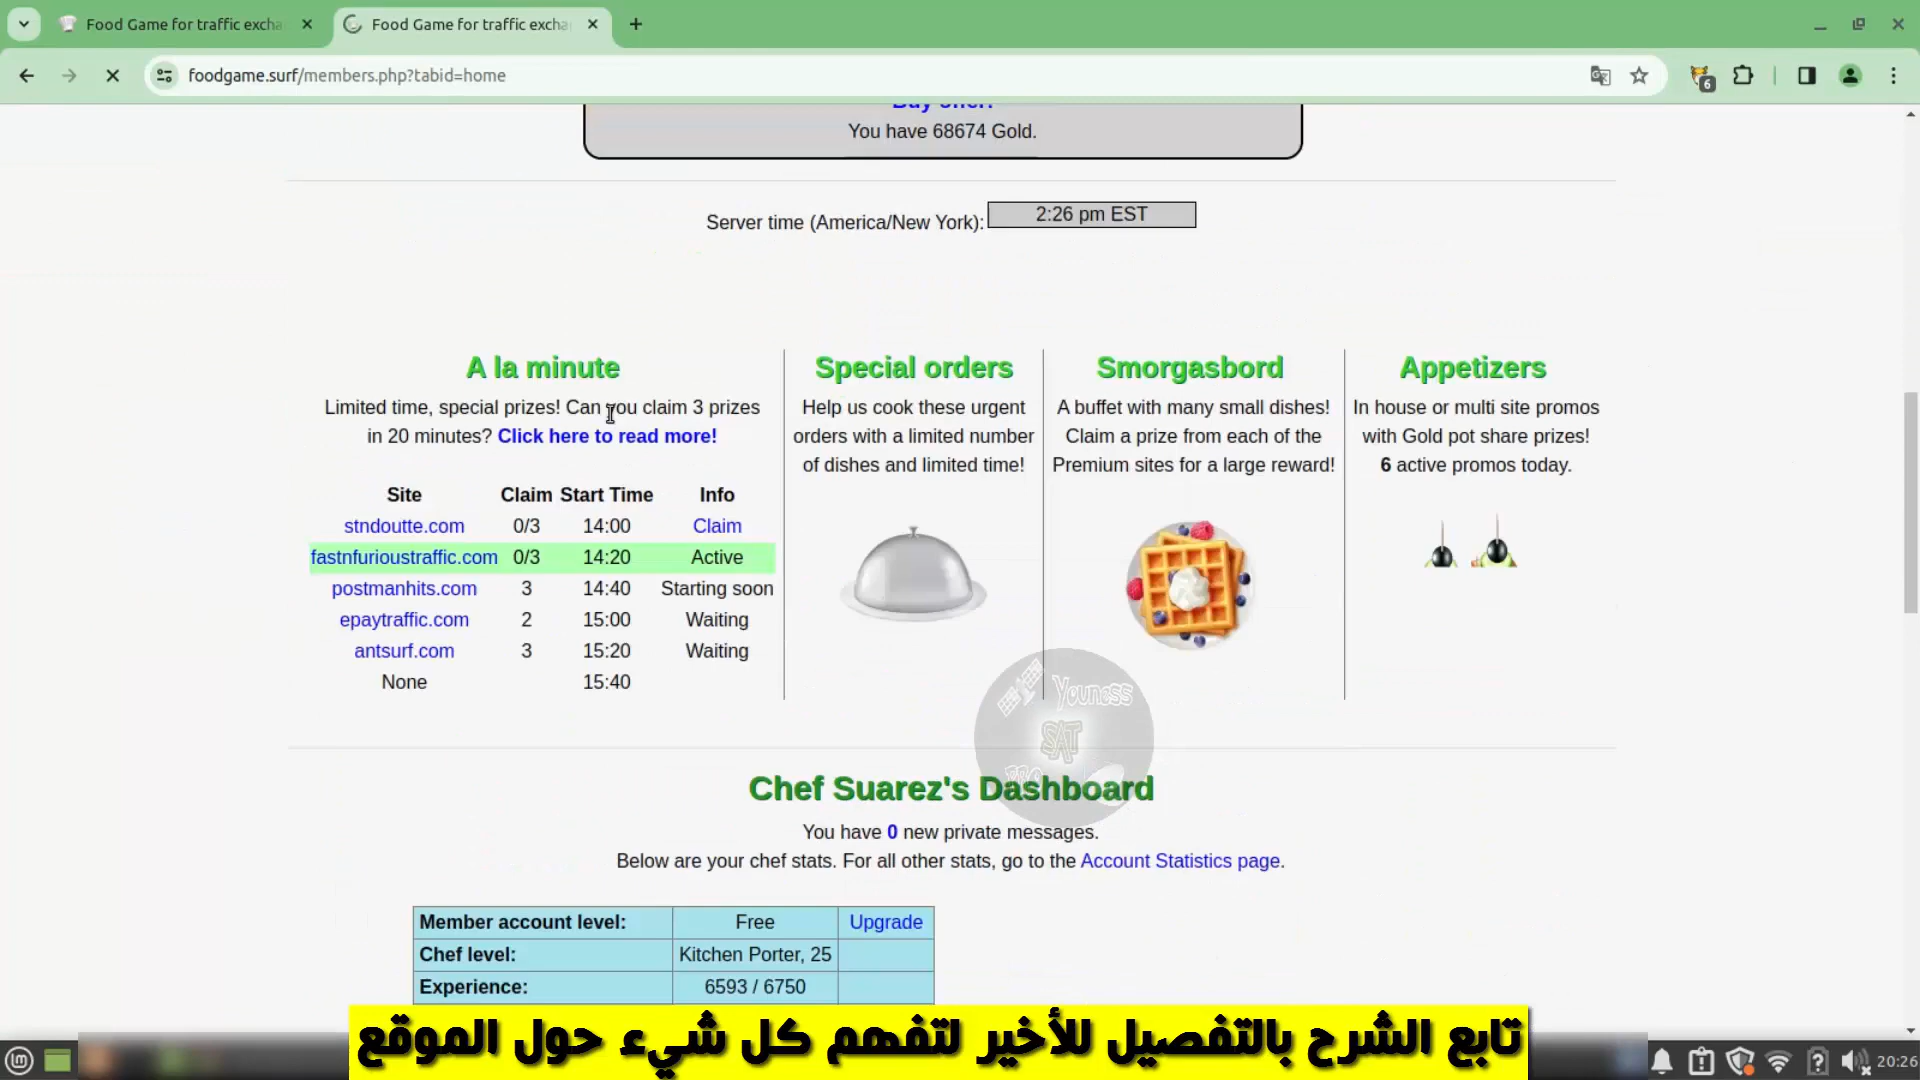 Food Game for traffic excha
Food Game for traffic excha
foodgame.surf/members.php?tabid=home
6
Buy offer!
You have 68674 Gold.
Server time (America/New York): 2:26 pm EST
A la minute
Limited time, special prizes! Can you claim 3 prizes
in 20 minutes? Click here to read more!
Site Claim Start Time Info
stndoutte.com 0/3 14:00 Claim
fastnfurioustraffic.com 0/3 14:20 Active
postmanhits.com 3 14:40 Starting soon
epaytraffic.com 2 15:00 Waiting
antsurf.com 3 15:20 Waiting
None 15:40
Special orders
Help us cook these urgent
orders with a limited number
of dishes and limited time!
Smorgasbord
A buffet with many small dishes!
Claim a prize from each of the
Premium sites for a large reward!
Appetizers
In house or multi site promos
with Gold pot share prizes!
6 active promos today.
Youness
SAT
Chef Suarez's Dashboard
You have 0 new private messages.
Below are your chef stats. For all other stats, go to the Account Statistics page.
Member account level: Free Upgrade
Chef level: Kitchen Porter, 25
Experience: 6593 / 6750
تابع الشرح بالتفصيل للأخير لتفهم كل شيء حول الموقع
20:26